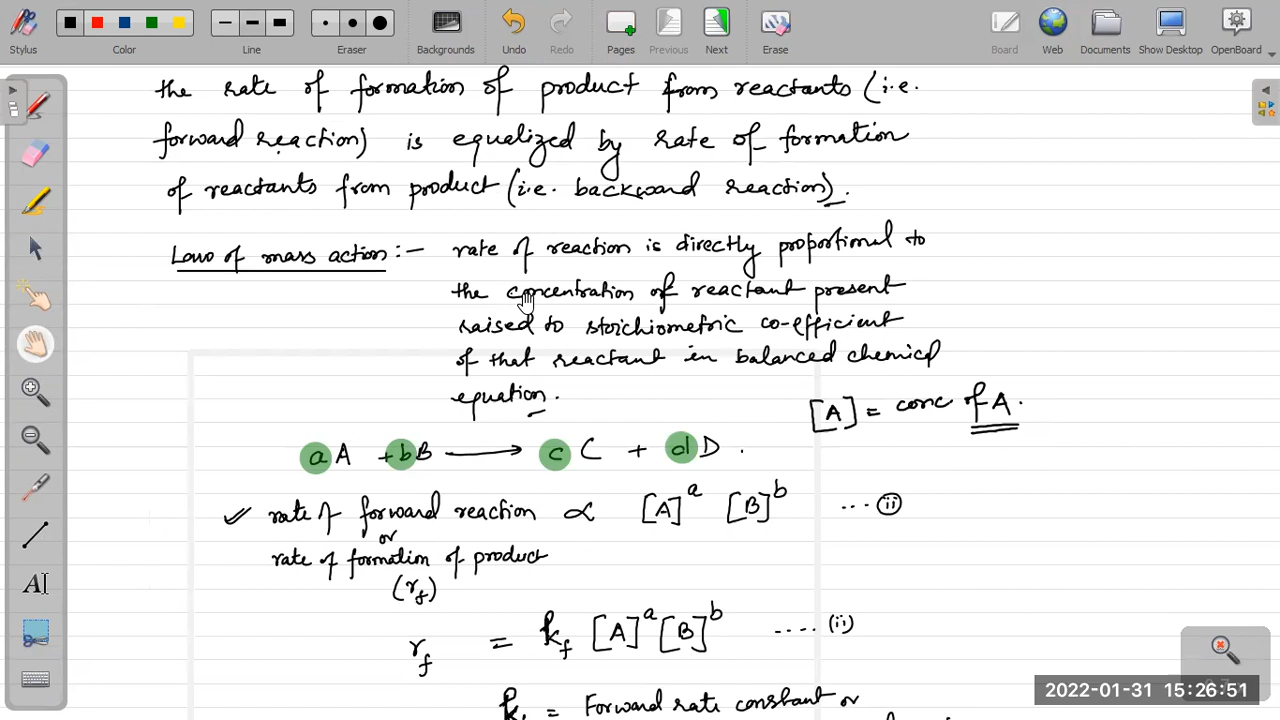 Stylus
Color
Line
Eraser
Backgrounds
Undo
Redo
Pages
Previous
Next
Erase
Board
Web
Documents
Show Desktop
OpenBoard
the rate of formation of product from reactants (i.e.
forward reaction) is equalized by rate of formation
of reactants from product (i.e. backward reaction).
Law of mass action :- rate of reaction is directly proportional to
the concentration of reactant present
raised to stoichiometric co-efficient
of that reactant in balanced chemical
equation.
[A] = conc of A.
aA + bB ⟶ cC + dD .
✓ rate of forward reaction ∝ [A]^a [B]^b ... (ii)
or
rate of formation of product
(r_f)
r_f = k_f [A]^a [B]^b .... (ii)
= Forward rate constant or
2022-01-31 15:26:51